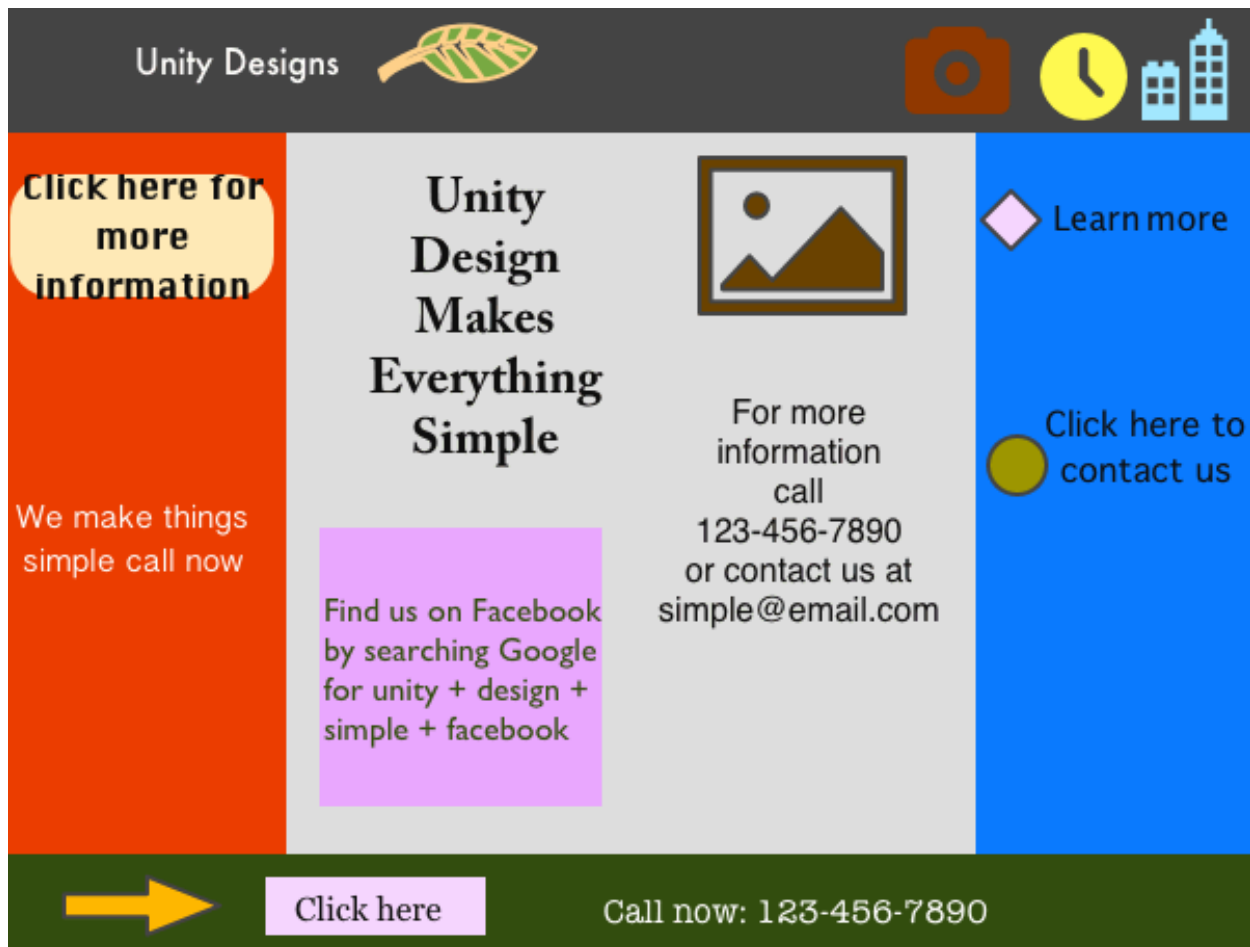 Unity Designs
Click here for
more
information
We make things
simple call now
Unity
Design
Makes
Everything
Simple
Find us on Facebook
by searching Google
for unity + design +
simple + facebook
For more
information
call
123-456-7890
or contact us at
simple@email.com
Learn more
Click here to
contact us
Click here
Call now: 123-456-7890